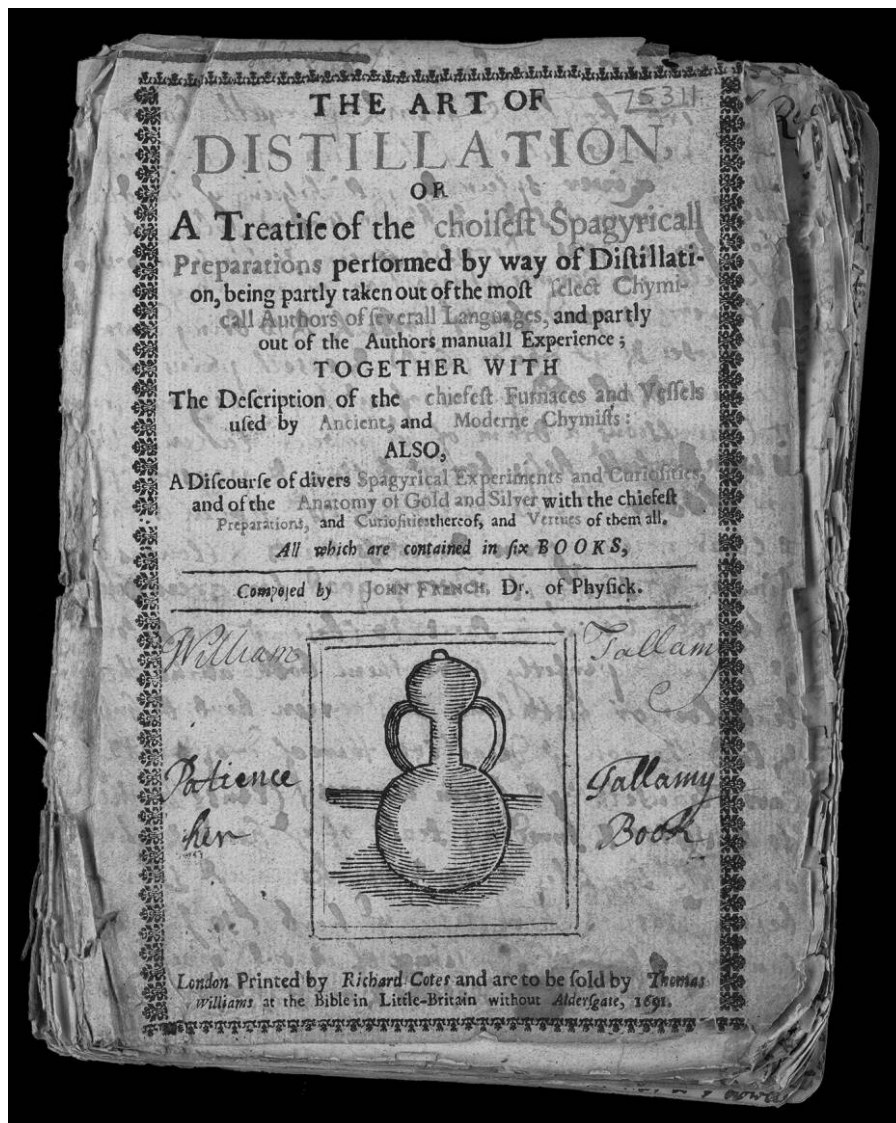 THE ART OF
75311
DISTILLATION,
OR
A Treatiſe of the choiſeſt Spagyricall
Preparations performed by way of Diſtillati-
on, being partly taken out of the moſt ſelect Chymi-
call Authors of ſeverall Languages, and partly
out of the Authors manuall Experience;
TOGETHER WITH
The Deſcription of the chiefeſt Furnaces and Veſſels
uſed by Ancient, and Moderne Chymiſts:
ALSO,
A Diſcourſe of divers Spagyrical Experiments and Curioſities,
and of the Anatomy of Gold and Silver with the chiefeſt
Preparations, and Curioſities thereof, and Vertues of them all.
All which are contained in ſix BOOKS,
Compoſed by JOHN FRENCH, Dr. of Phyſick.
William Tallamy
Patience Tallamy
her Book
London Printed by Richard Cotes and are to be ſold by Thomas
Williams at the Bible in Little-Britain without Alderſgate, 1651.